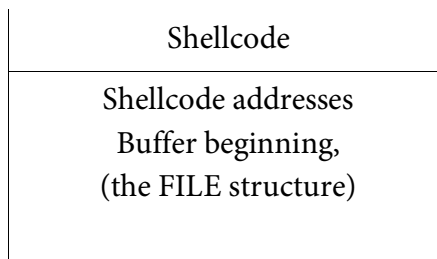 Shellcode
Shellcode addresses
Buffer beginning,
(the FILE structure)